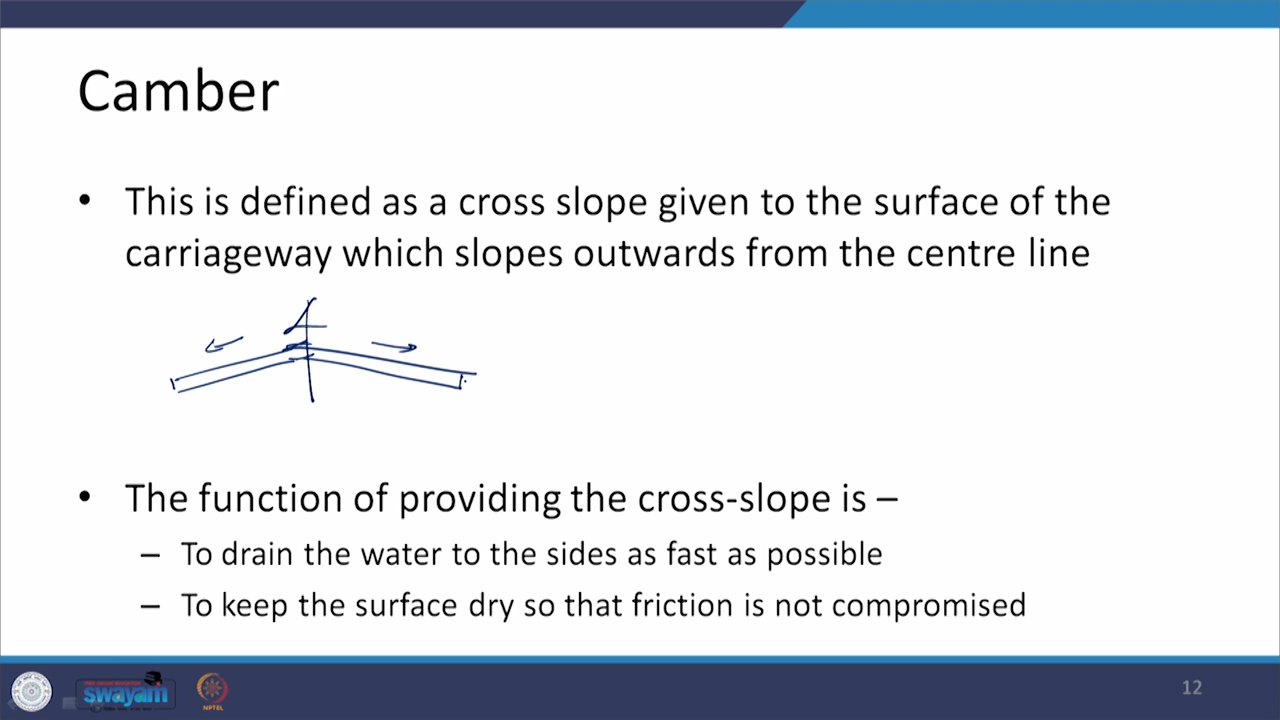 Camber
• This is defined as a cross slope given to the surface of the
carriageway which slopes outwards from the centre line
• The function of providing the cross-slope is –
– To drain the water to the sides as fast as possible
– To keep the surface dry so that friction is not compromised
swayam
NPTEL
12